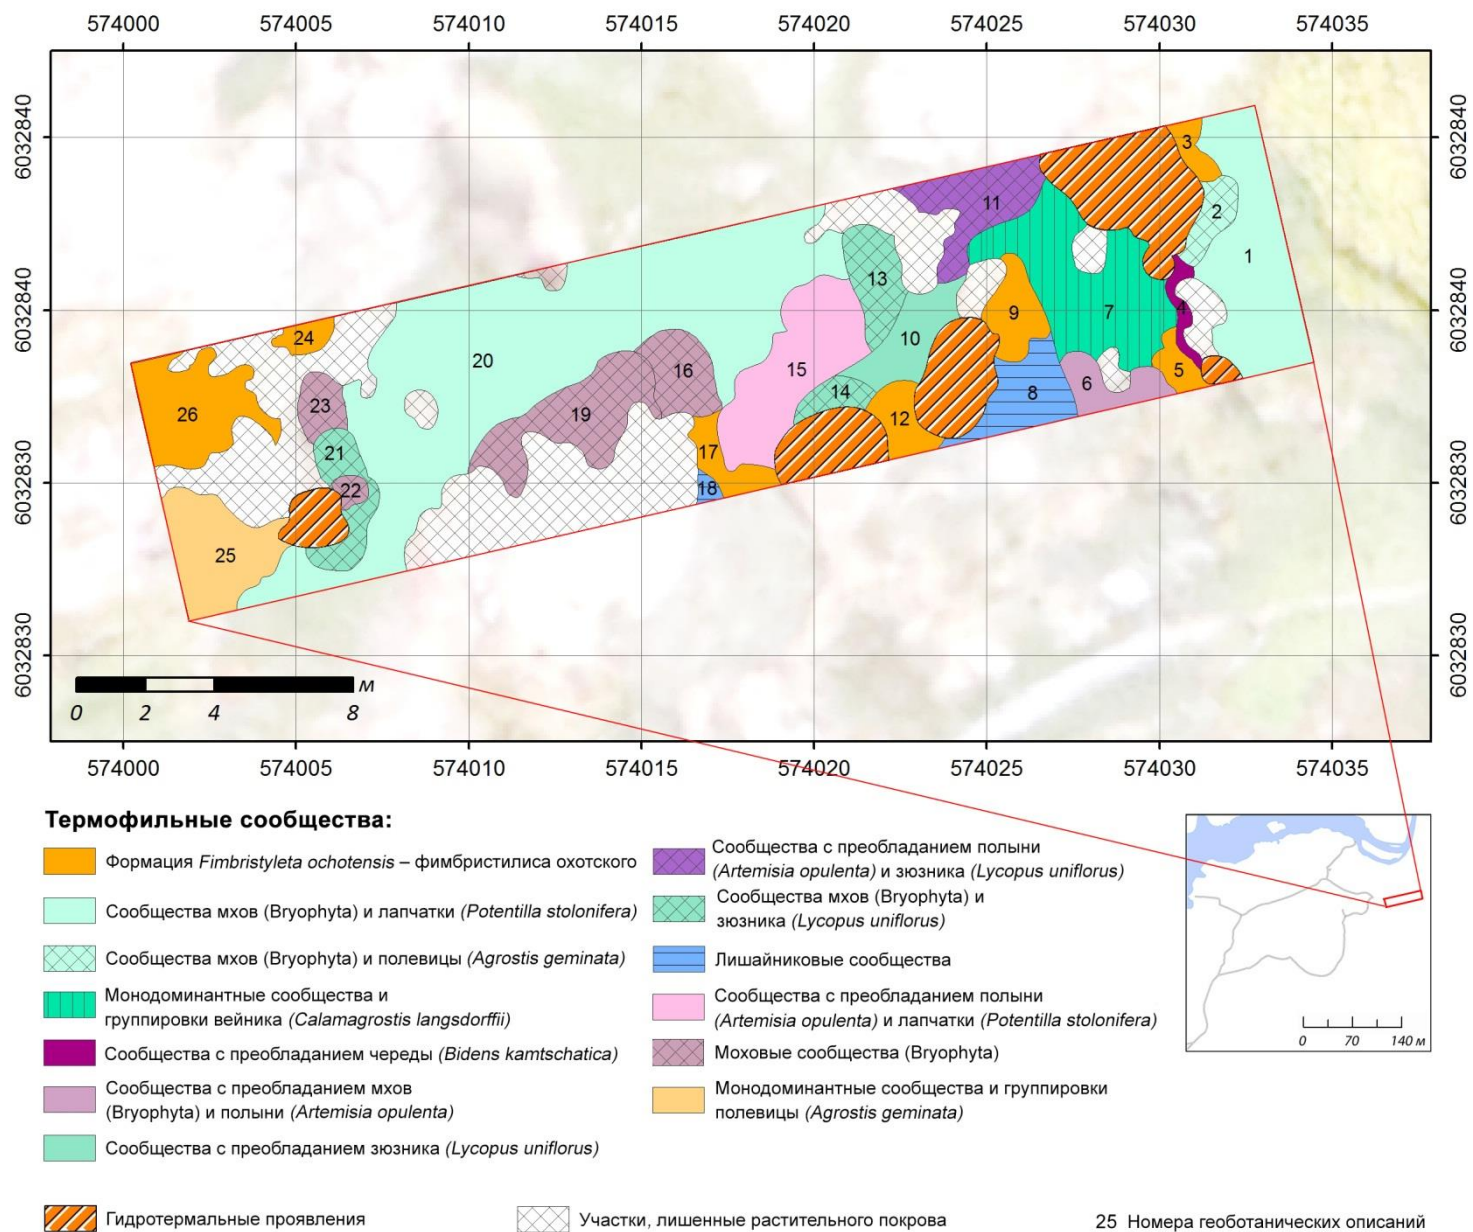 574000 574005 574010 574015 574020 574025 574030 574035
6032840 6032840
6032840 6032840
6032830 6032830
6032830 6032830
3
2
11
1
13
4
9
7
10
24
20
15
16
6
5
8
14
23
26
19
12
17
21
22
18
25
м
0 2 4 8
574000 574005 574010 574015 574020 574025 574030 574035
Термофильные сообщества:
Формация Fimbristyleta ochotensis – фимбристилиса охотского
Сообщества мхов (Bryophyta) и лапчатки (Potentilla stolonifera)
Сообщества мхов (Bryophyta) и полевицы (Agrostis geminata)
Монодоминантные сообщества и
группировки вейника (Calamagrostis langsdorffii)
Сообщества с преобладанием череды (Bidens kamtschatica)
Сообщества с преобладанием мхов
(Bryophyta) и полыни (Artemisia opulenta)
Сообщества с преобладанием зюзника (Lycopus uniflorus)
Сообщества с преобладанием полыни
(Artemisia opulenta) и зюзника (Lycopus uniflorus)
Сообщества мхов (Bryophyta) и
зюзника (Lycopus uniflorus)
Лишайниковые сообщества
Сообщества с преобладанием полыни
(Artemisia opulenta) и лапчатки (Potentilla stolonifera)
Моховые сообщества (Bryophyta)
Монодоминантные сообщества и группировки
полевицы (Agrostis geminata)
0 70 140 м
Гидротермальные проявления
Участки, лишенные растительного покрова
25 Номера геоботанических описаний